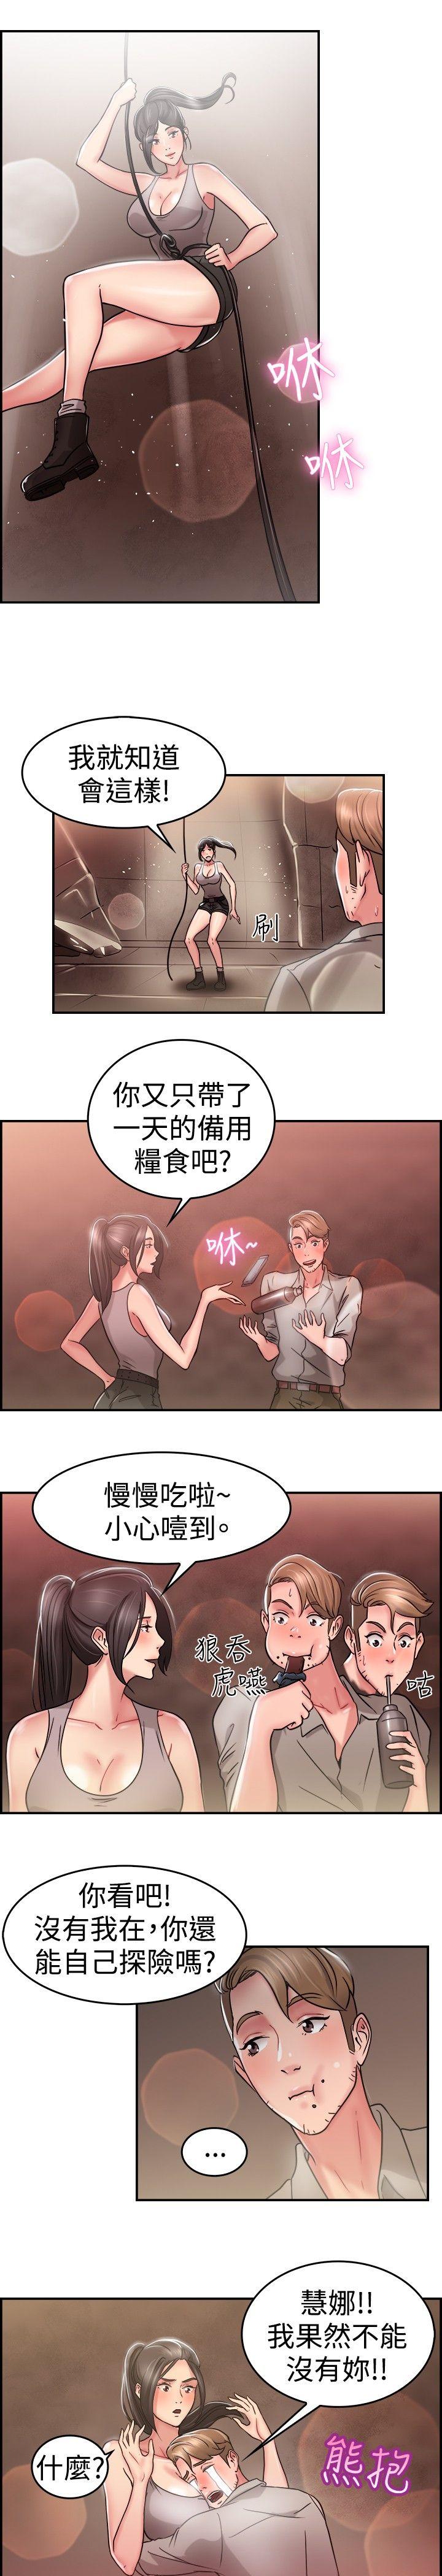 咻
咻
我就知道
會這樣!
刷
你又只帶了
一天的備用
糧食吧?
咻~
慢慢吃啦~
小心噎到。
狼吞
虎嚥
咕
你看吧!
沒有我在,你還
能自己探險嗎?
...
慧娜!!
我果然不能
沒有妳!!
什麼?
熊抱